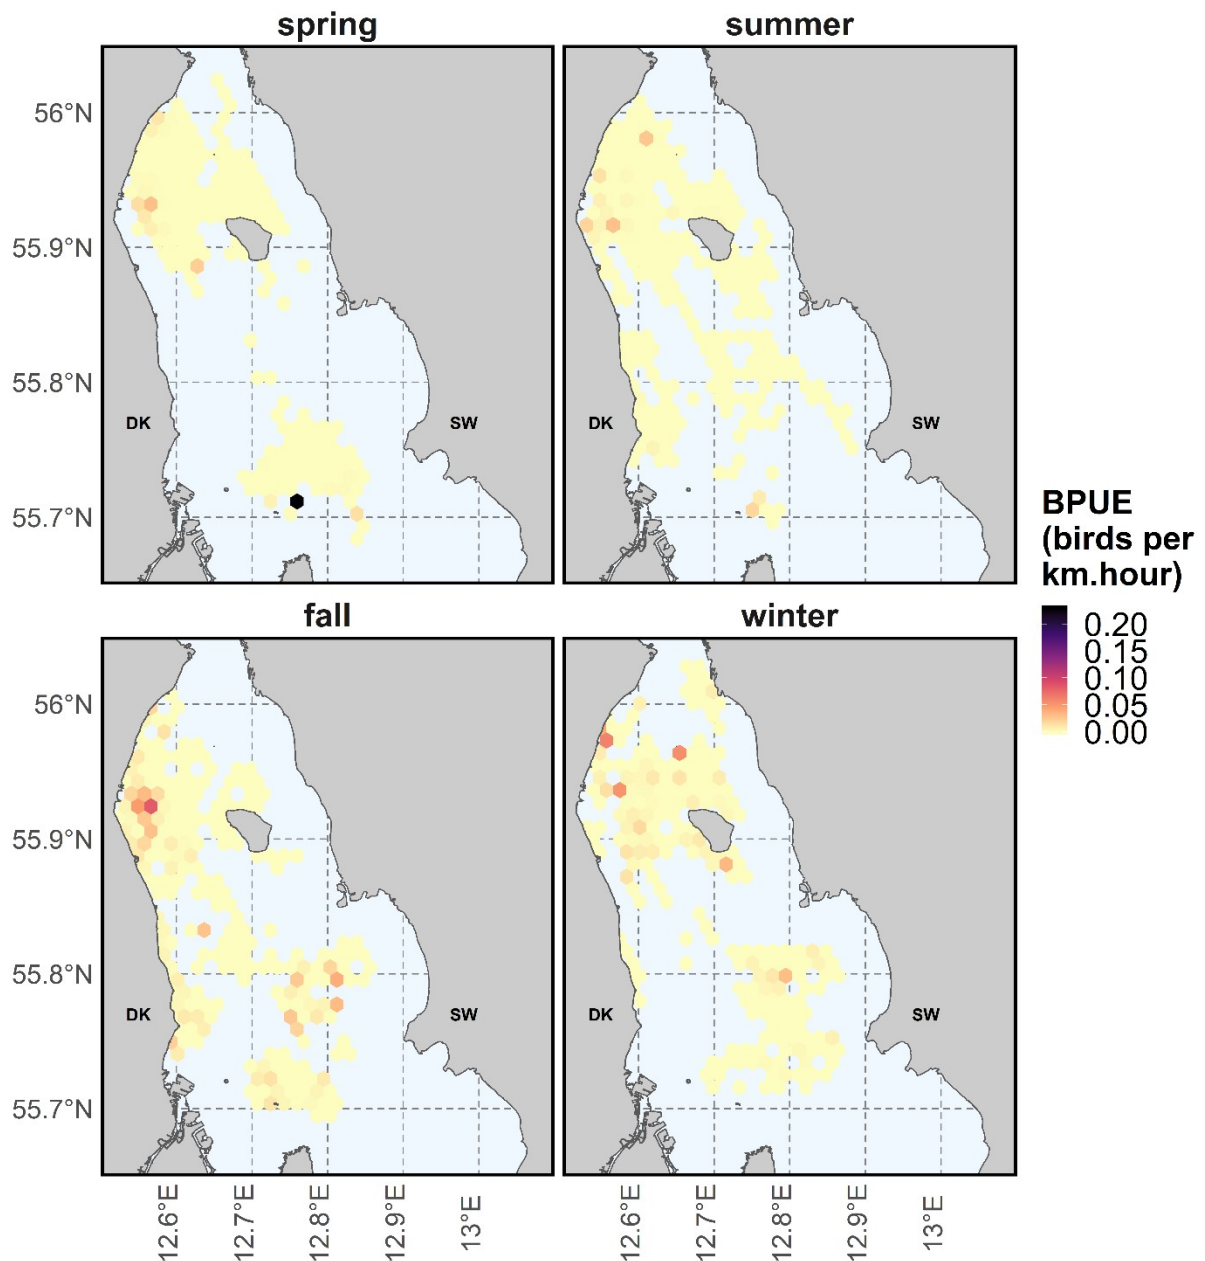 spring
summer
56°N
55.9°N
55.8°N
55.7°N
DK
SW
DK
SW
BPUE
(birds per
km.hour)
0.20
0.15
0.10
0.05
0.00
fall
winter
56°N
55.9°N
55.8°N
55.7°N
DK
SW
DK
SW
12.6°E
12.7°E
12.8°E
12.9°E
13°E
12.6°E
12.7°E
12.8°E
12.9°E
13°E